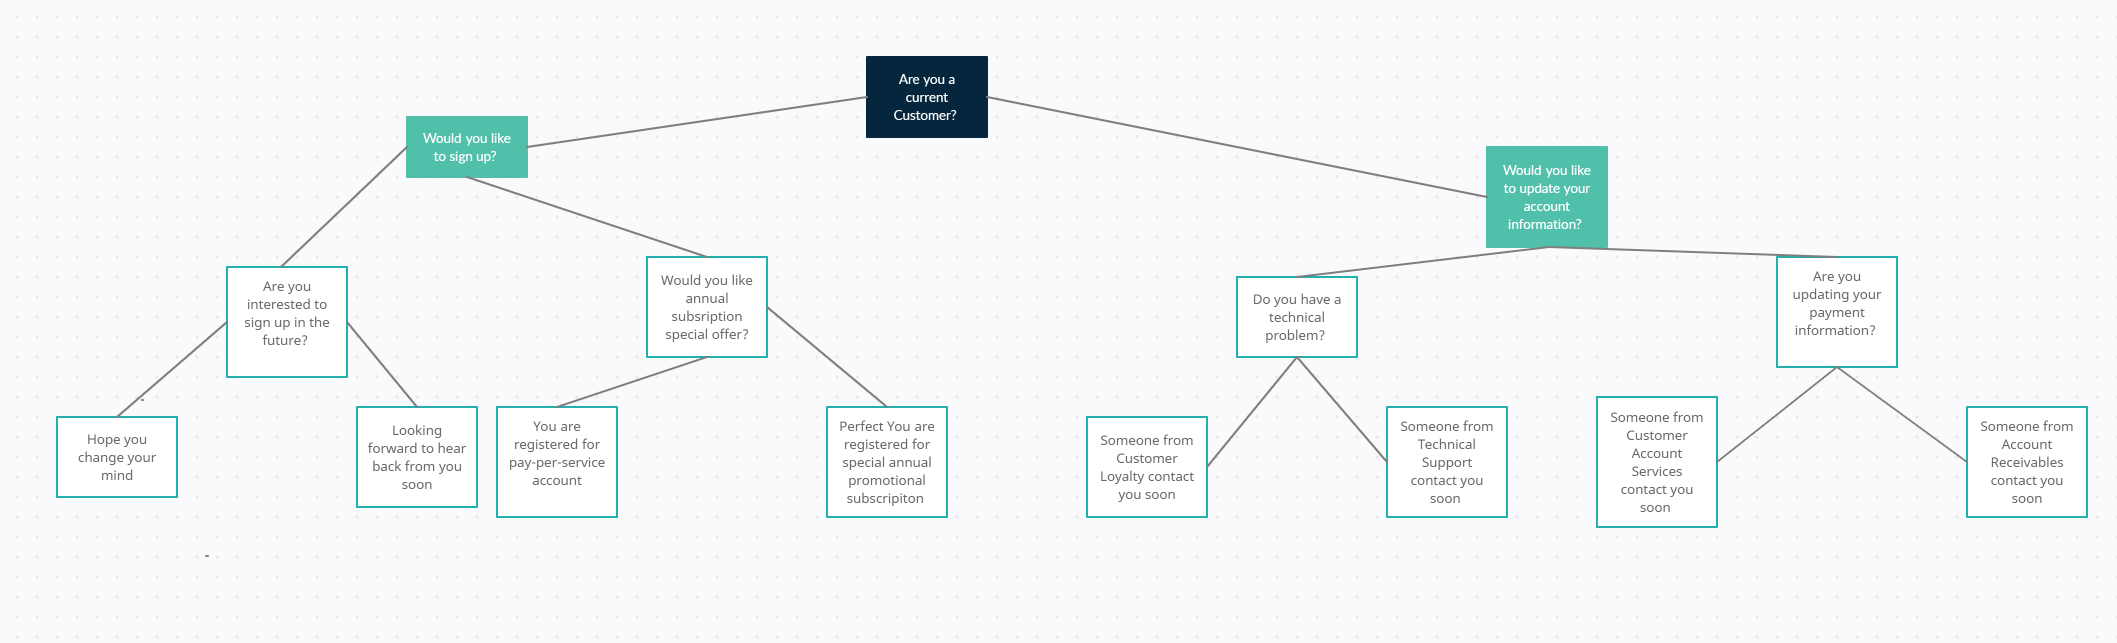 Are you a
current
Customer?
Would you like
to sign up?
Would you like
to update your
account
information?
Are you
interested to
sign up in the
future?
Would you like
annual
subsription
special offer?
Do you have a
technical
problem?
Are you
updating your
payment
information?
Hope you
change your
mind
Looking
forward to hear
back from you
soon
You are
registered for
pay-per-service
account
Perfect You are
registered for
special annual
promotional
subscripiton
Someone from
Customer
Loyalty contact
you soon
Someone from
Technical
Support
contact you
soon
Someone from
Customer
Account
Services
contact you
soon
Someone from
Account
Receivables
contact you
soon